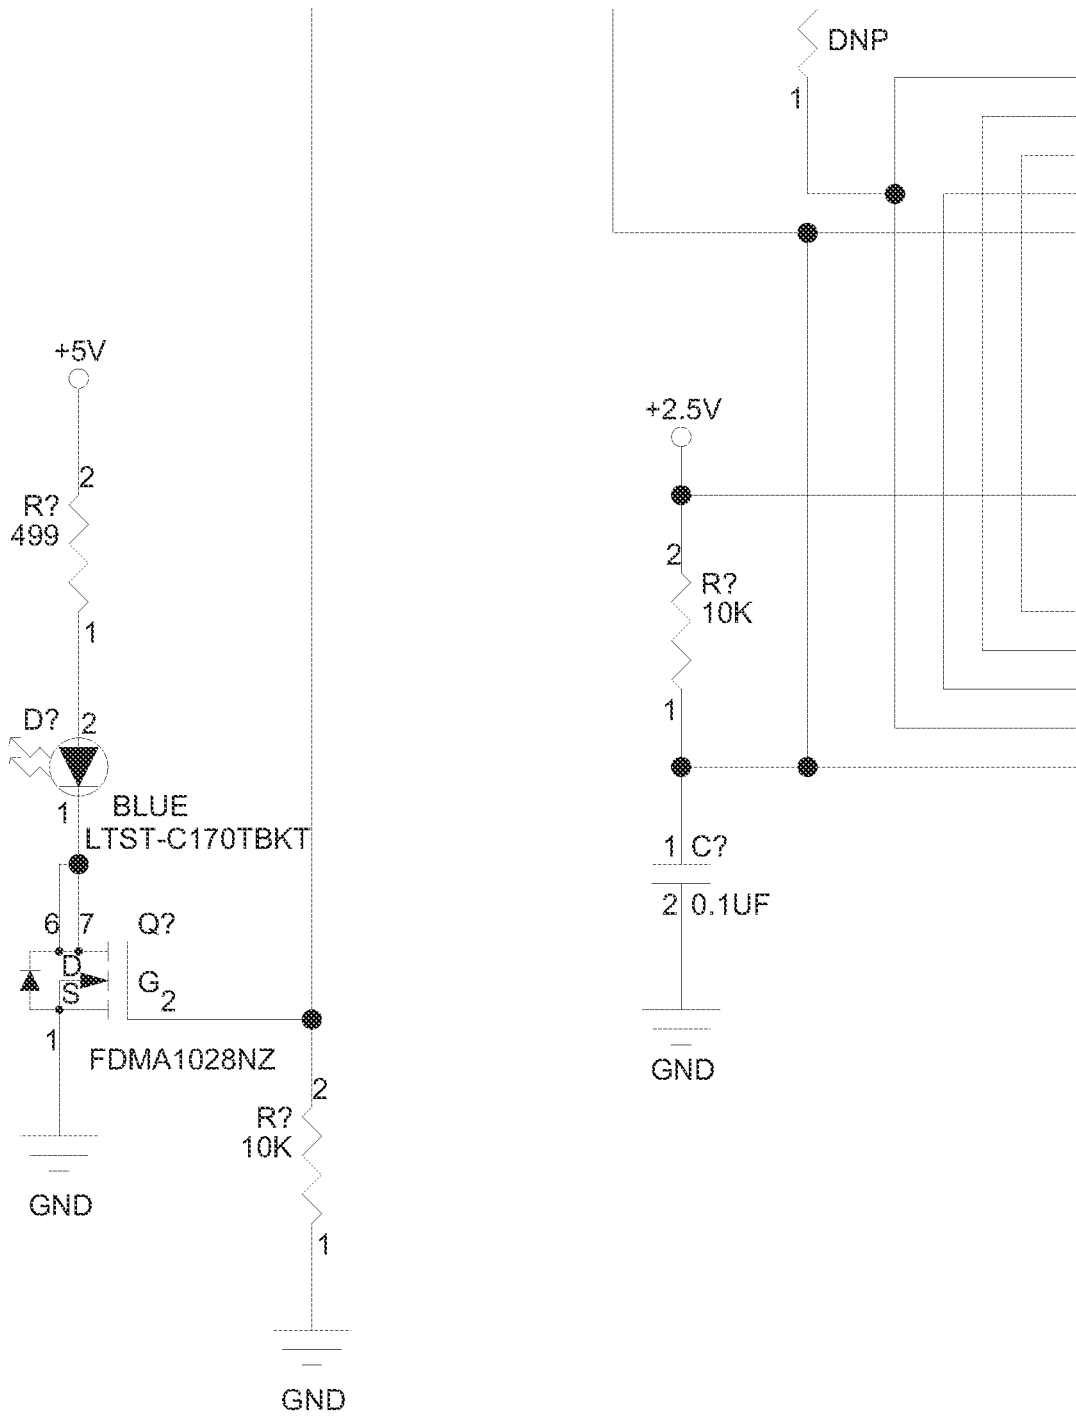 DNP
1
+5V
2
R?
499
1
D?
2
1
BLUE
LTST-C170TBKT
6
7
Q?
D
G
S
2
1
FDMA1028NZ
GND
2
R?
10K
1
GND
+2.5V
2
R?
10K
1
1
C?
2
0.1UF
GND